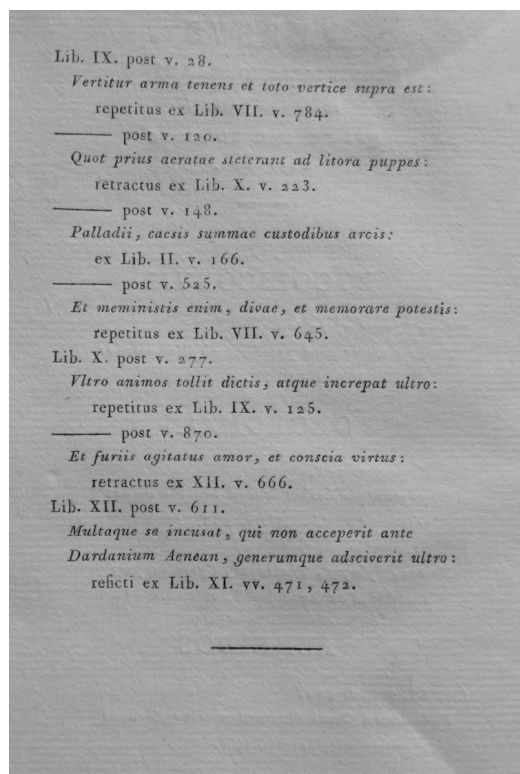 Lib. IX. post v. 28.
Vertitur arma tenens et toto vertice supra est:
repetitus ex Lib. VII. v. 784.
——— post v. 120.
Quot prius aeratae steterant ad litora puppes:
retractus ex Lib. X. v. 223.
——— post v. 148.
Palladii, caesis summae custodibus arcis:
ex Lib. II. v. 166.
——— post v. 525.
Et meministis enim, divae, et memorare potestis:
repetitus ex Lib. VII. v. 645.
Lib. X. post v. 277.
Vltro animos tollit dictis, atque increpat ultro:
repetitus ex Lib. IX. v. 125.
——— post v. 870.
Et furiis agitatus amor, et conscia virtus:
retractus ex XII. v. 666.
Lib. XII. post v. 611.
Multaque se incusat, qui non acceperit ante
Dardanium Aenean, generumque adsciverit ultro:
refıcti ex Lib. XI. vv. 471, 472.